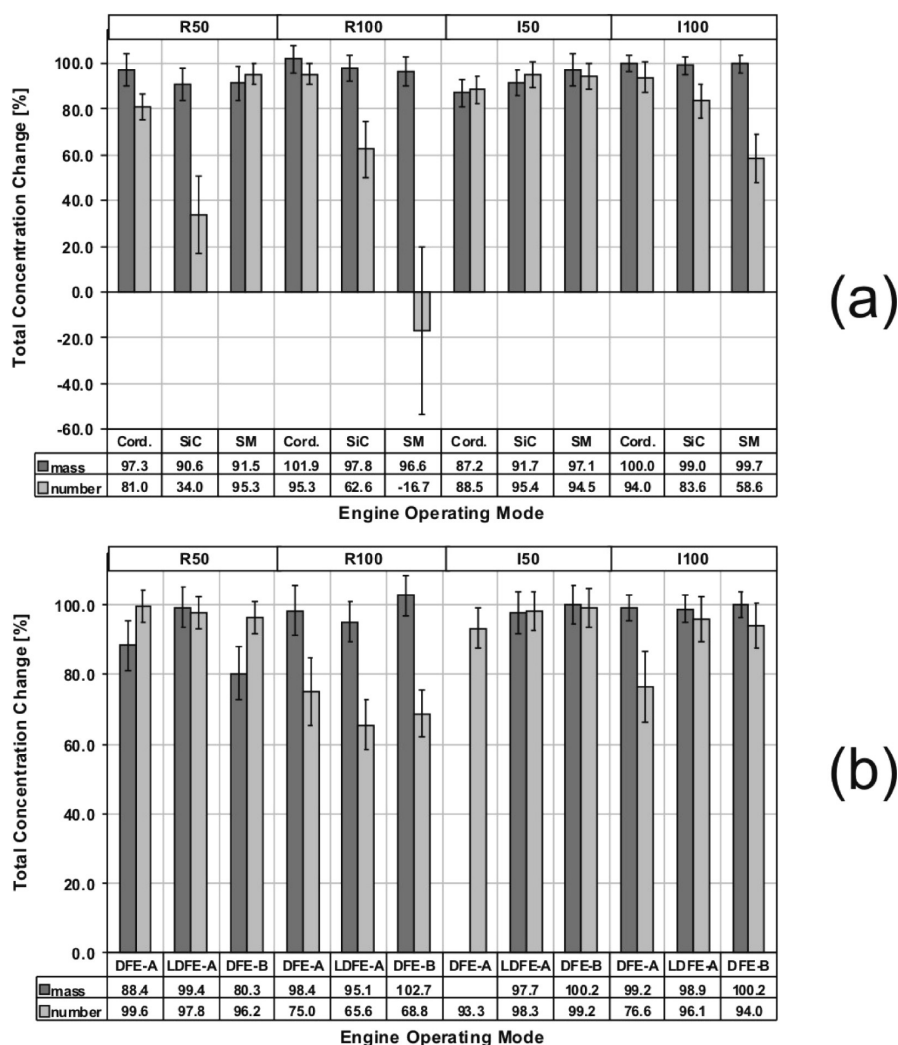 R50 R100 I50 I100
Total Concentration Change [%]
100.0
80.0
60.0
40.0
20.0
0.0
-20.0
-40.0
-60.0
Cord. SiC SM Cord. SiC SM Cord. SiC SM Cord. SiC SM
mass 97.3 90.6 91.5 101.9 97.8 96.6 87.2 91.7 97.1 100.0 99.0 99.7
number 81.0 34.0 95.3 95.3 62.6 -16.7 88.5 95.4 94.5 94.0 83.6 58.6
Engine Operating Mode
(a)
R50 R100 I50 I100
Total Concentration Change [%]
100.0
80.0
60.0
40.0
20.0
0.0
DFE-A LDFE-A DFE-B DFE-A LDFE-A DFE-B DFE-A LDFE-A DFE-B DFE-A LDFE-A DFE-B
mass 88.4 99.4 80.3 98.4 95.1 102.7 97.7 100.2 99.2 98.9 100.2
number 99.6 97.8 96.2 75.0 65.6 68.8 93.3 98.3 99.2 76.6 96.1 94.0
Engine Operating Mode
(b)